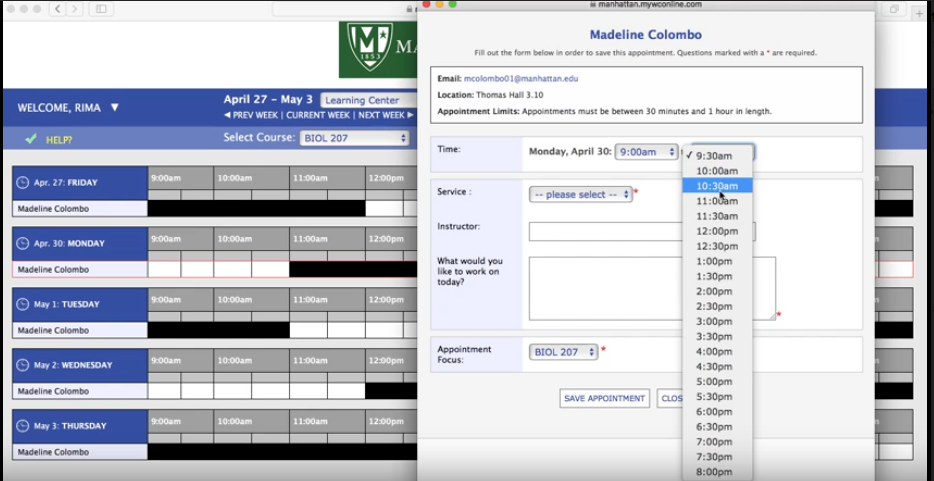 manhattan.mywconline.com
Madeline Colombo
Fill out the form below in order to save this appointment. Questions marked with a * are required.
Email: mcolombo01@manhattan.edu
Location: Thomas Hall 3.10
Appointment Limits: Appointments must be between 30 minutes and 1 hour in length.
Time:
Monday, April 30: 9:00am
✓ 9:30am
10:00am
10:30am
11:00am
11:30am
12:00pm
12:30pm
1:00pm
1:30pm
2:00pm
2:30pm
3:00pm
3:30pm
4:00pm
4:30pm
5:00pm
5:30pm
6:00pm
6:30pm
7:00pm
7:30pm
8:00pm
Service :
-- please select -- *
Instructor:
What would you
like to work on
today?
*
Appointment
Focus:
BIOL 207 *
SAVE APPOINTMENT
CLOS
M
1853
MA
WELCOME, RIMA ▼
April 27 - May 3 Learning Center
◄ PREV WEEK | CURRENT WEEK | NEXT WEEK ►
HELP?
Select Course: BIOL 207
Apr. 27: FRIDAY 9:00am 10:00am 11:00am 12:00pm
Madeline Colombo
Apr. 30: MONDAY 9:00am 10:00am 11:00am 12:00pm
Madeline Colombo
May 1: TUESDAY 9:00am 10:00am 11:00am 12:00pm
Madeline Colombo
May 2: WEDNESDAY 9:00am 10:00am 11:00am 12:00pm
Madeline Colombo
May 3: THURSDAY 9:00am 10:00am 11:00am 12:00pm
Madeline Colombo